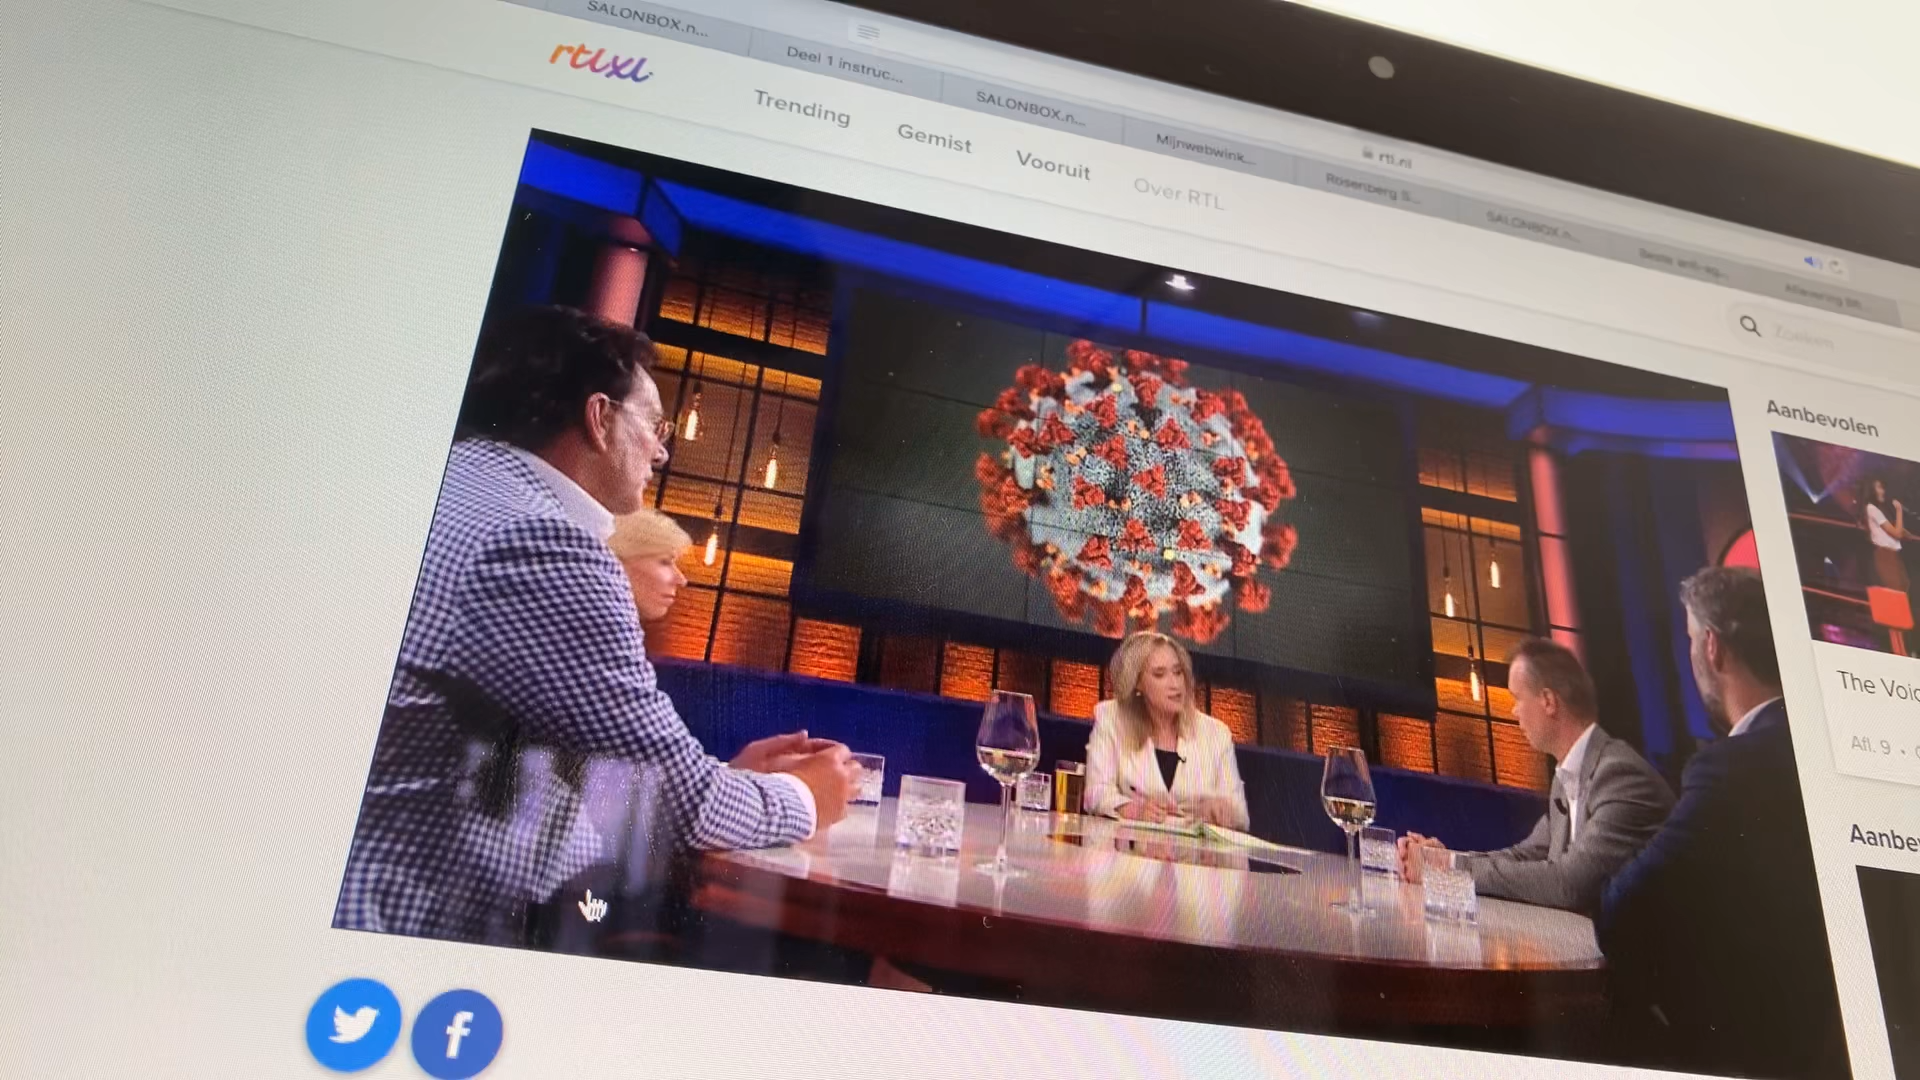 SALONBOX.n...
Deel 1 instruc...
SALONBOX.n...
Mijnwebwink...
rtl.nl
Rosenberg S...
SALONBOX.n...
rtlxl
Trending
Gemist
Vooruit
Over RTL
Zoeken
Aanbevolen
The Voic
Afl. 9 •
Aanbe
f